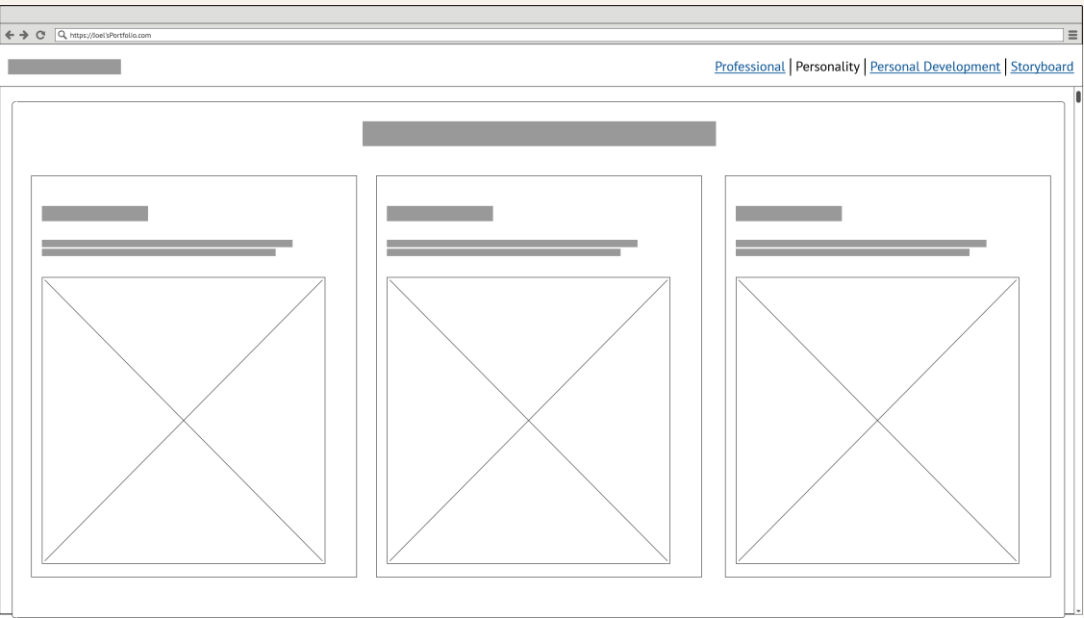 https://Joel'sPortfolio.com
Professional | Personality | Personal Development | Storyboard